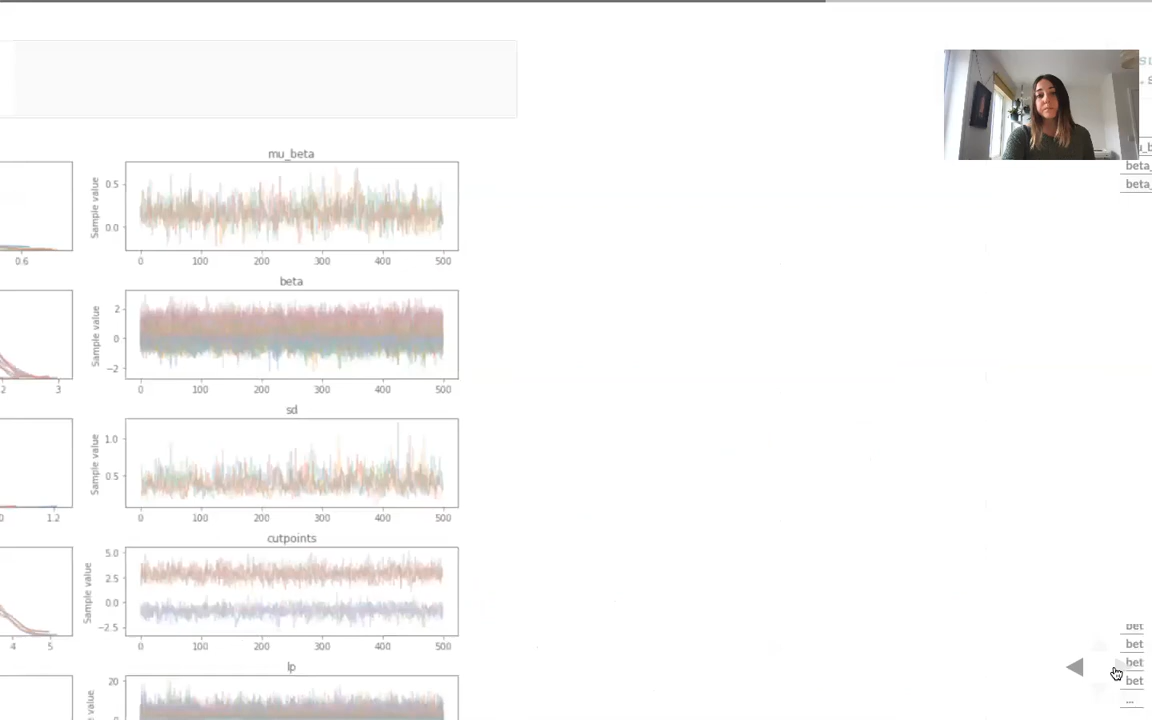 mu_beta
Sample value
0.5
0.0
0.6
0
100
200
300
400
500
beta
Sample value
2
0
−2
2
3
0
100
200
300
400
500
sd
Sample value
1.0
0.5
1.2
0
100
200
300
400
500
cutpoints
Sample value
5.0
2.5
0.0
−2.5
4
5
0
100
200
300
400
500
lp
20
beta_
beta_
bet
bet
bet
bet
...